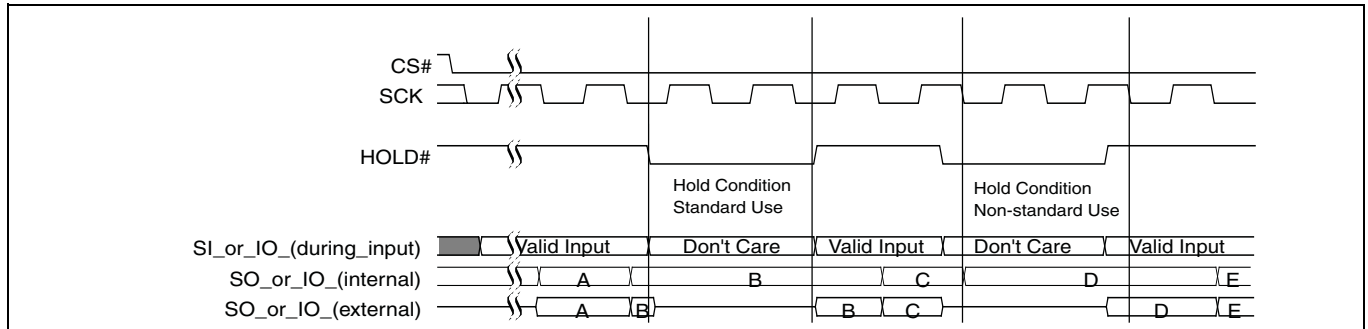 CS#
SCK
HOLD#
Hold Condition
Standard Use
Hold Condition
Non-standard Use
SI_or_IO_(during_input) Valid Input Don't Care Valid Input Don't Care Valid Input
SO_or_IO_(internal) A B C D E
SO_or_IO_(external) A B B C D E